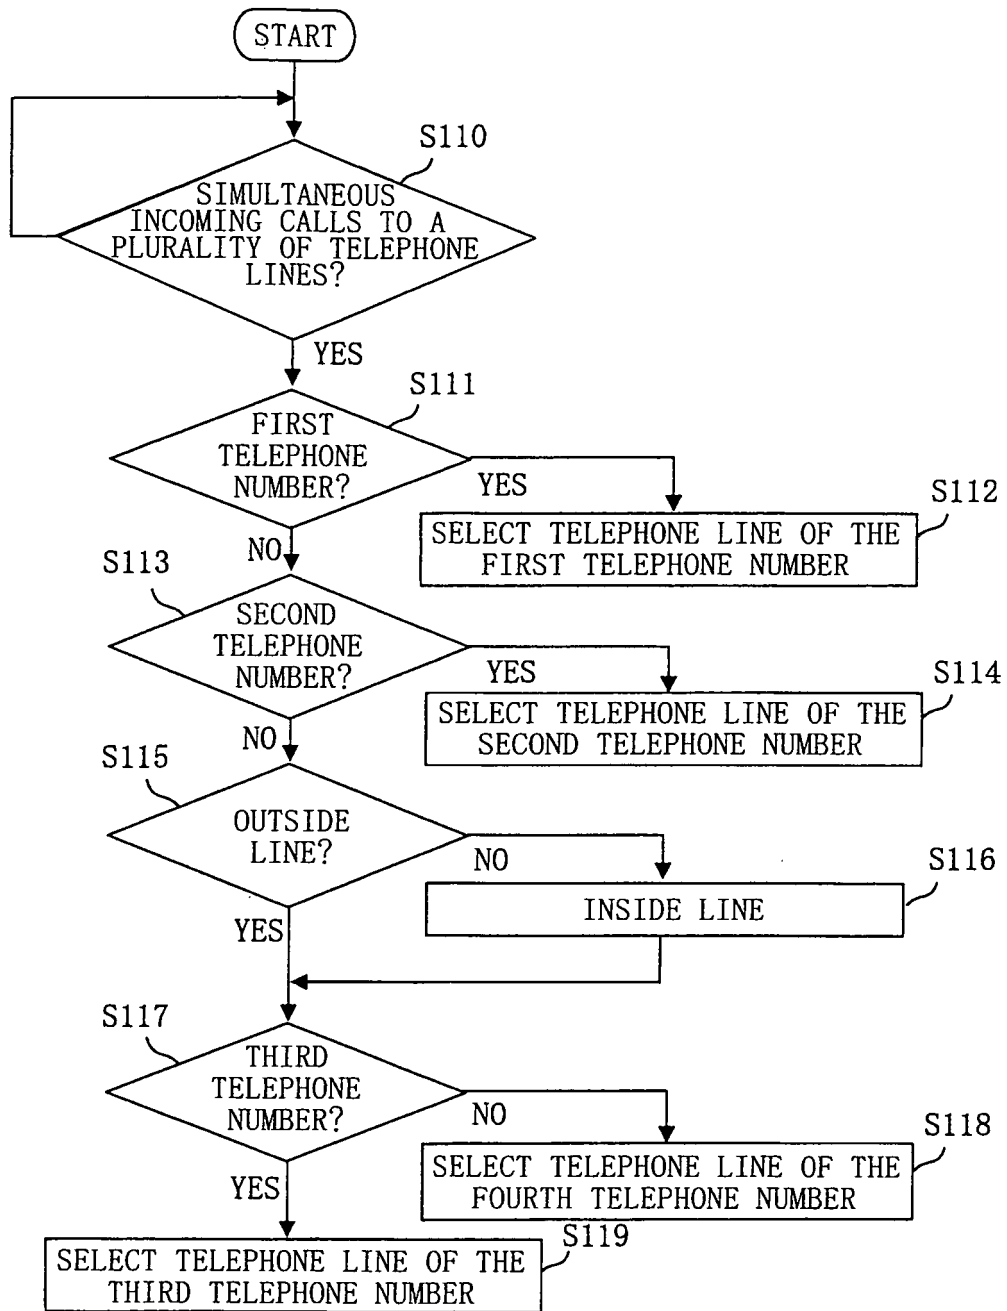 START
S110
SIMULTANEOUS
INCOMING CALLS TO A
PLURALITY OF TELEPHONE
LINES?
YES
S111
FIRST
TELEPHONE
NUMBER?
YES
S112
SELECT TELEPHONE LINE OF THE
FIRST TELEPHONE NUMBER
NO
S113
SECOND
TELEPHONE
NUMBER?
YES
S114
SELECT TELEPHONE LINE OF THE
SECOND TELEPHONE NUMBER
NO
S115
OUTSIDE
LINE?
NO
S116
INSIDE LINE
YES
S117
THIRD
TELEPHONE
NUMBER?
NO
S118
SELECT TELEPHONE LINE OF THE
FOURTH TELEPHONE NUMBER
YES
S119
SELECT TELEPHONE LINE OF THE
THIRD TELEPHONE NUMBER